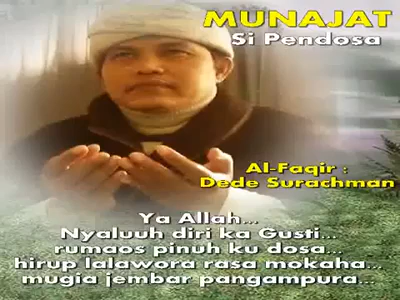 MUNAJAT
Si Pendosa
Al-Faqir :
Dede Surachman
Ya Allah...
Nyaluuh diri ka Gusti...
rumaos pinuh ku dosa...
hirup lalawora rasa mokaha...
mugia jembar pangampura...